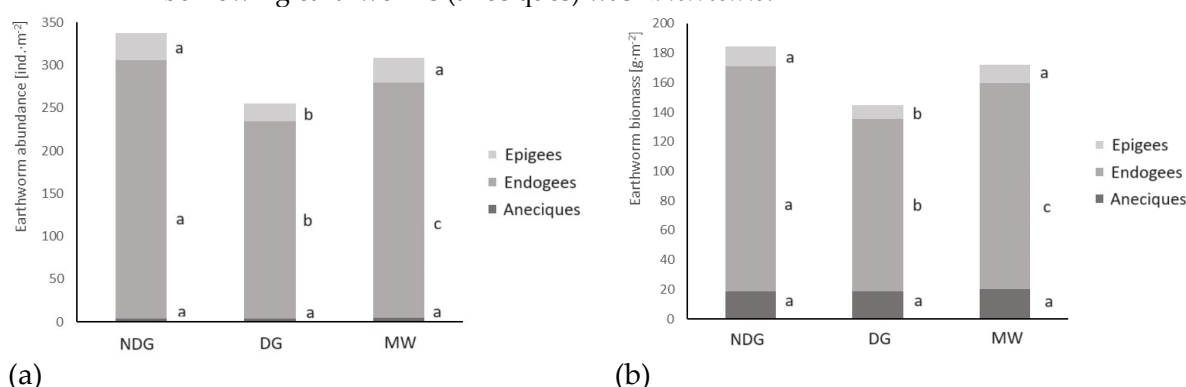 350
300
250
200
150
100
50
0
Earthworm abundance [ind.·m-2]
a
a
a
b
b
a
a
c
a
NDG
DG
MW
Epigees
Endogees
Aneciques
(a)
200
180
160
140
120
100
80
60
40
20
0
Earthworm biomass [g·m-2]
a
a
a
b
b
a
a
c
a
NDG
DG
MW
Epigees
Endogees
Aneciques
(b)